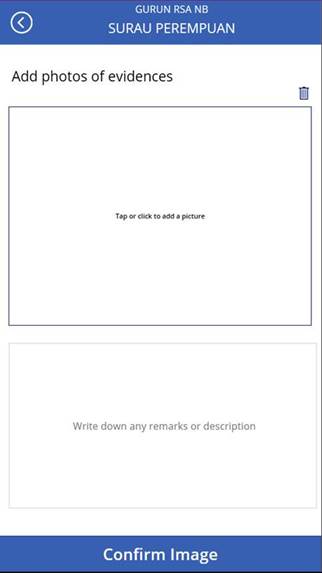 GURUN RSA NB
SURAU PEREMPUAN
Add photos of evidences
Tap or click to add a picture
Write down any remarks or description
Confirm Image